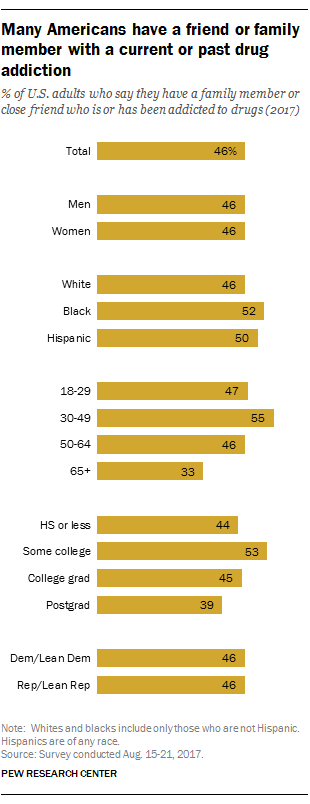 Many Americans have a friend or family
member with a current or past drug
addiction
% of U.S. adults who say they have a family member or
close friend who is or has been addicted to drugs (2017)
Total 46%
Men 46
Women 46
White 46
Black 52
Hispanic 50
18-29 47
30-49 55
50-64 46
65+ 33
HS or less 44
Some college 53
College grad 45
Postgrad 39
Dem/Lean Dem 46
Rep/Lean Rep 46
Note: Whites and blacks include only those who are not Hispanic.
Hispanics are of any race.
Source: Survey conducted Aug. 15-21, 2017.
PEW RESEARCH CENTER